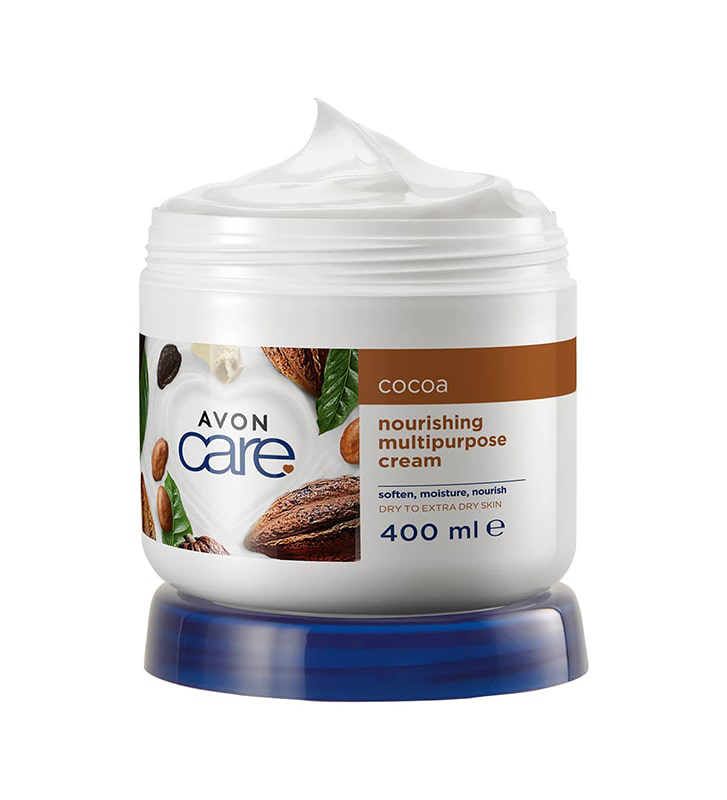 AVON
care
cocoa
nourishing
multipurpose
cream
soften, moisture, nourish
DRY TO EXTRA DRY SKIN
400 ml ℮